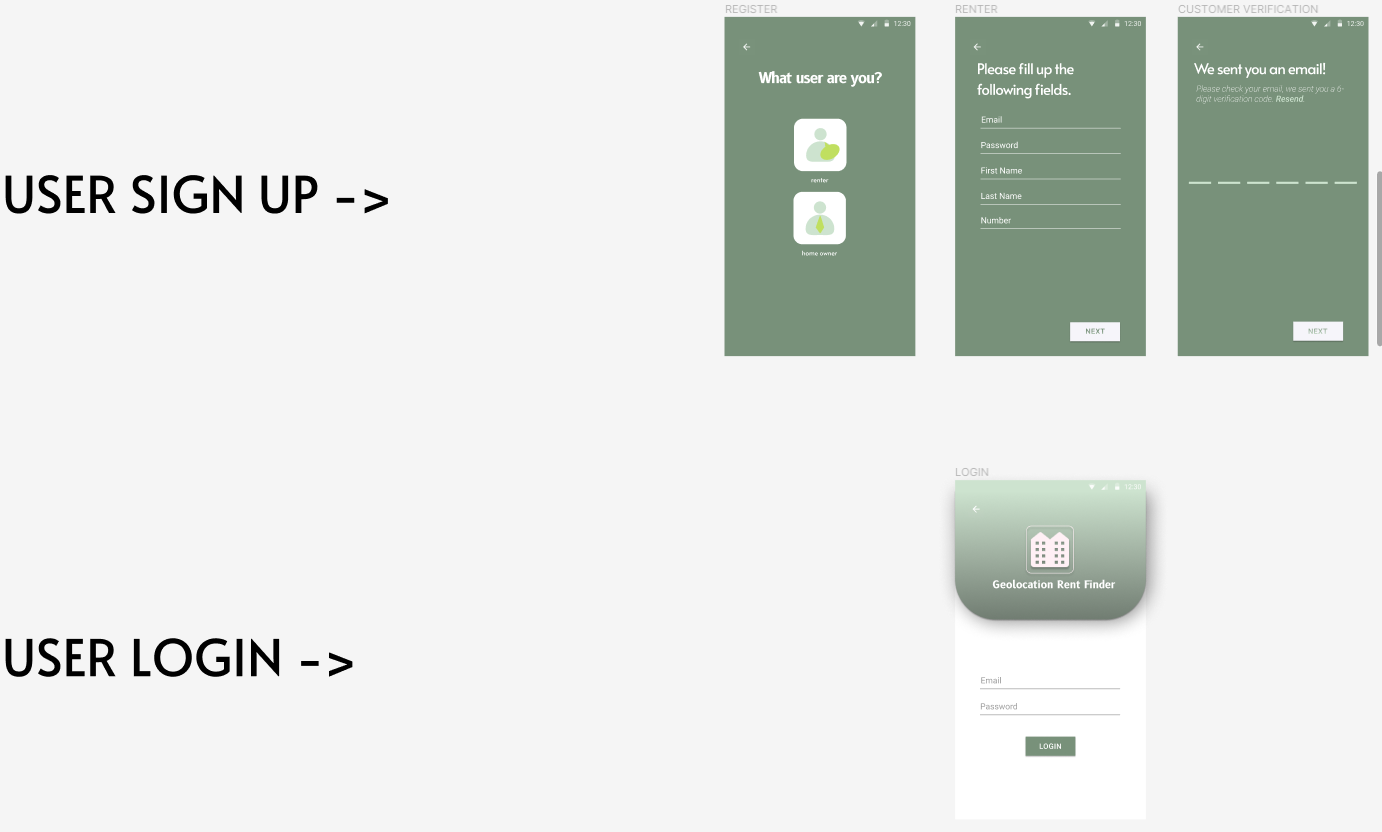 REGISTER
12:30
What user are you?
renter
home owner
RENTER
12:30
Please fill up the
following fields.
Email
Password
First Name
Last Name
Number
NEXT
CUSTOMER VERIFICATION
12:30
We sent you an email!
Please check your email, we sent you a 6-
digit verification code. Resend.
NEXT
USER SIGN UP ->
LOGIN
12:30
Geolocation Rent Finder
Email
Password
LOGIN
USER LOGIN ->